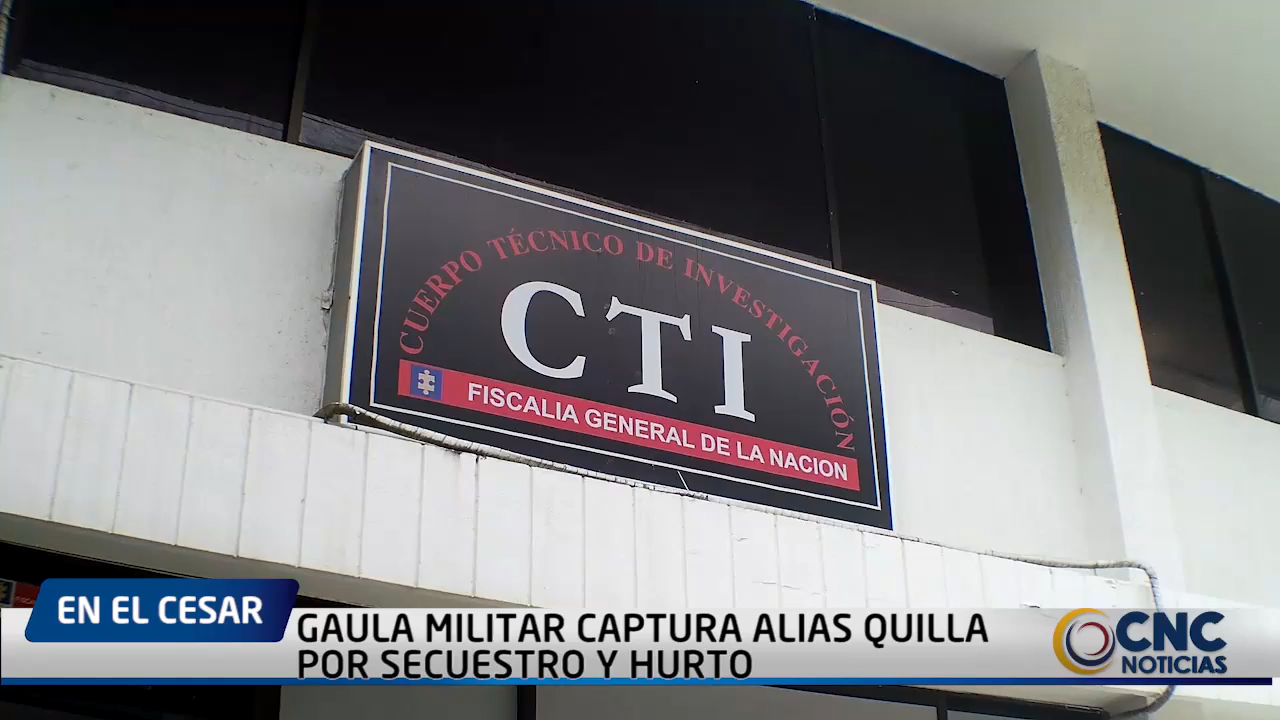 CUERPO TÉCNICO DE INVESTIGACIÓN
CTI
FISCALIA GENERAL DE LA NACION
EN EL CESAR
GAULA MILITAR CAPTURA ALIAS QUILLA
POR SECUESTRO Y HURTO
CNC
NOTICIAS